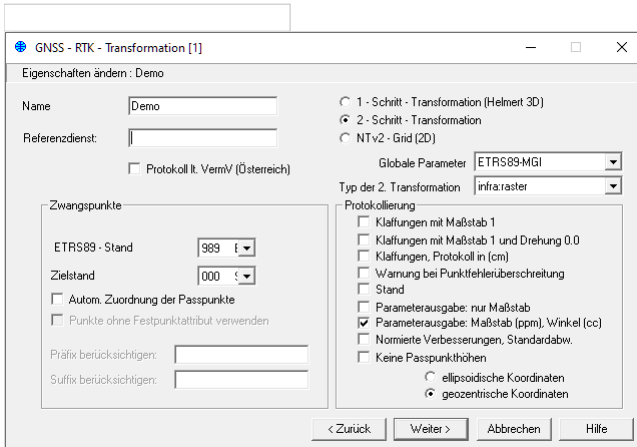 GNSS - RTK - Transformation [1]
Eigenschaften ändern : Demo
Name
Demo
Referenzdienst:
Protokoll lt. VermV (Österreich)
1 - Schritt - Transformation (Helmert 3D)
2 - Schritt - Transformation
NTv2 - Grid (2D)
Globale Parameter
ETRS89-MGI
Typ der 2. Transformation
infra:raster
Zwangspunkte
ETRS89 - Stand
989
Zielstand
000
Autom. Zuordnung der Passpunkte
Punkte ohne Festpunktattribut verwenden
Präfix berücksichtigen:
Suffix berücksichtigen:
Protokollierung
Klaffungen mit Maßstab 1
Klaffungen mit Maßstab 1 und Drehung 0.0
Klaffungen, Protokoll in (cm)
Warnung bei Punktfehlerüberschreitung
Stand
Parameterausgabe: nur Maßstab
Parameterausgabe: Maßstab (ppm), Winkel (cc)
Normierte Verbesserungen, Standardabw.
Keine Passpunkthöhen
ellipsoidische Koordinaten
geozentrische Koordinaten
< Zurück
Weiter >
Abbrechen
Hilfe